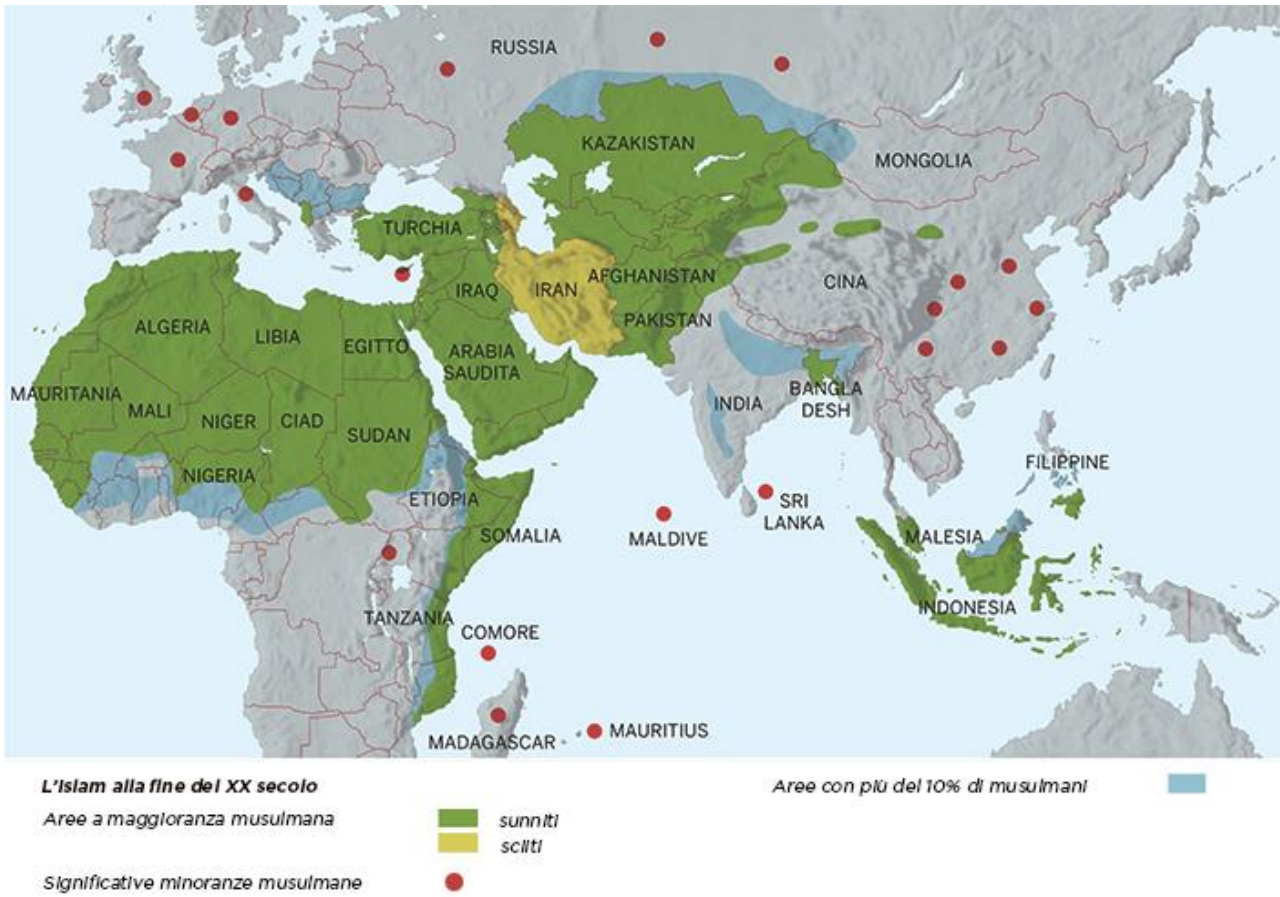 RUSSIA
KAZAKISTAN
MONGOLIA
TURCHIA
AFGHANISTAN
CINA
IRAQ
IRAN
PAKISTAN
ALGERIA
LIBIA
EGITTO
ARABIA
SAUDITA
MAURITANIA
MALI
NIGER
CIAD
SUDAN
INDIA
BANGLA
DESH
NIGERIA
ETIOPIA
FILIPPINE
SRI
LANKA
SOMALIA
MALDIVE
MALESIA
TANZANIA
COMORE
INDONESIA
MADAGASCAR
MAURITIUS
L'Islam alla fine del XX secolo
Aree con più del 10% di musulmani
Aree a maggioranza musulmana
sunniti
sciiti
Significative minoranze musulmane